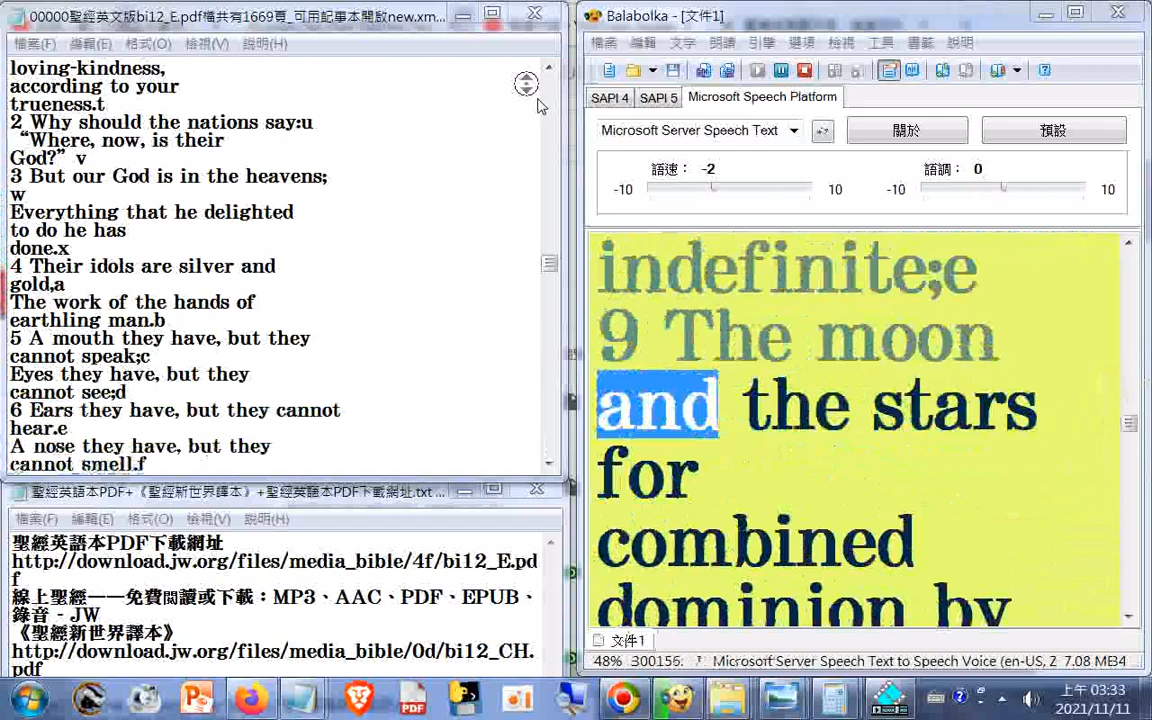 00000聖經英文版bi12_E.pdf檔共有1669頁_可用記事本開啟new.xm...
檔案(F) 編輯(E) 格式(O) 檢視(V) 說明(H)
loving-kindness,
according to your
trueness.t
2 Why should the nations say:u
“Where, now, is their
God?” v
3 But our God is in the heavens;
w
Everything that he delighted
to do he has
done.x
4 Their idols are silver and
gold,a
The work of the hands of
earthling man.b
5 A mouth they have, but they
cannot speak;c
Eyes they have, but they
cannot see;d
6 Ears they have, but they cannot
hear.e
A nose they have, but they
cannot smell.f
聖經英語本PDF+《聖經新世界譯本》+聖經英語本PDF下載網址.txt ...
檔案(F) 編輯(E) 格式(O) 檢視(V) 說明(H)
聖經英語本PDF下載網址
http://download.jw.org/files/media_bible/4f/bi12_E.pd
f
線上聖經——免費閱讀或下載：MP3、AAC、PDF、EPUB、
錄音 - JW
《聖經新世界譯本》
http://download.jw.org/files/media_bible/0d/bi12_CH.
pdf
Balabolka - [文件1]
檔案 編輯 文字 朗讀 引擎 選項 檢視 工具 書籤 說明
SAPI 4 SAPI 5 Microsoft Speech Platform
Microsoft Server Speech Text 關於 預設
語速： -2 語調： 0
-10 10 -10 10
indefinite;e
9 The moon
and the stars
for
combined
dominion by
文件1
48% 300156. ? Microsoft Server Speech Text to Speech Voice (en-US, Z 7.08 MB34
上午 03:33
2021/11/11